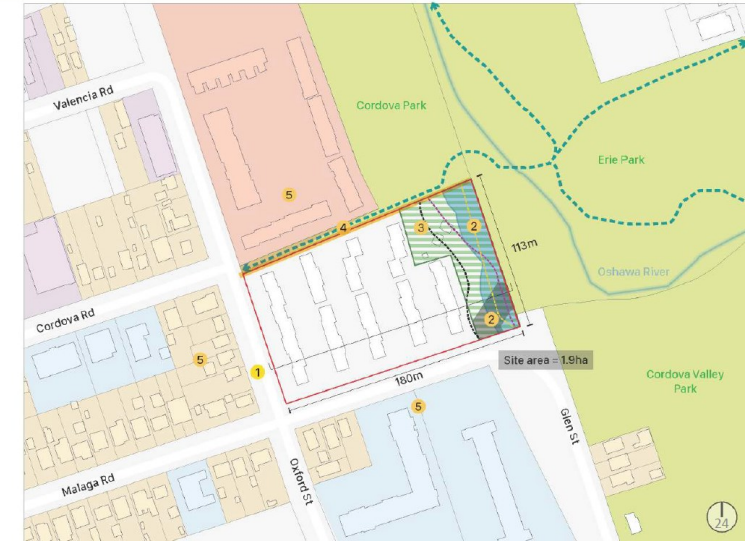 Valencia Rd
Cordova Park
Erie Park
5
4
3
2
113m
Oshawa River
Cordova Rd
5
1
2
Site area = 1.9ha
180m
Cordova Valley
Park
5
Glen St
Oxford St
Malaga Rd
24